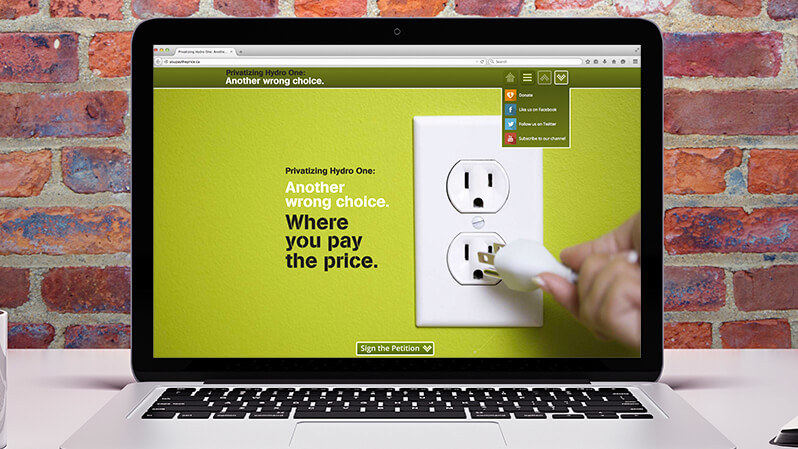 Privatizing Hydro One: Anothe...
youpaytheprice.ca
Search
Privatizing Hydro One:
Another wrong choice.
Donate
Like us on Facebook
Follow us on Twitter
Subscribe to our channel
Privatizing Hydro One:
Another
wrong choice.
Where
you pay
the price.
Sign the Petition